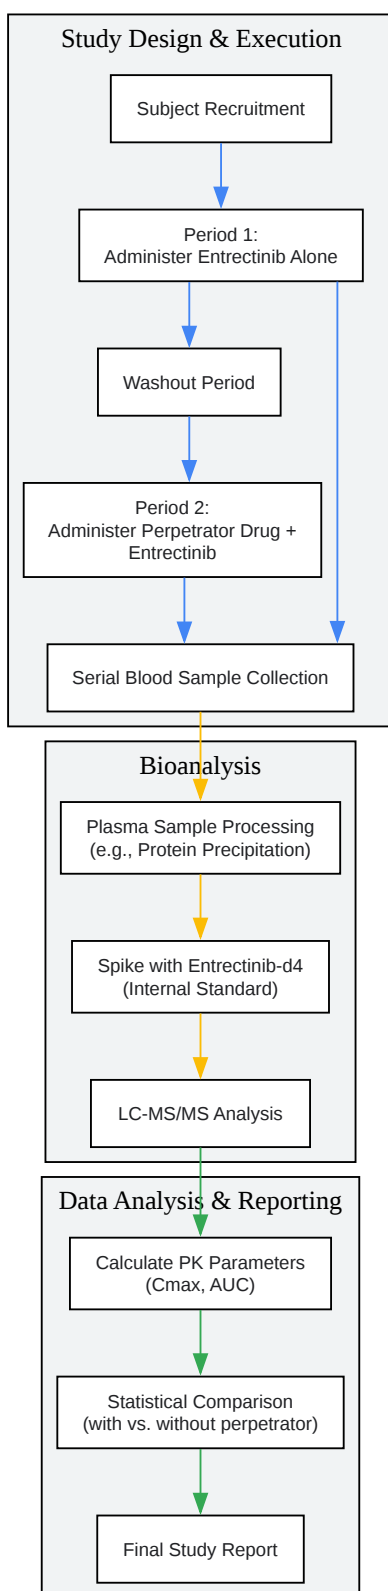 Study Design & Execution
Subject Recruitment
Period 1:
Administer Entrectinib Alone
Washout Period
Period 2:
Administer Perpetrator Drug +
Entrectinib
Serial Blood Sample Collection
Bioanalysis
Plasma Sample Processing
(e.g., Protein Precipitation)
Spike with Entrectinib-d4
(Internal Standard)
LC-MS/MS Analysis
Data Analysis & Reporting
Calculate PK Parameters
(Cmax, AUC)
Statistical Comparison
(with vs. without perpetrator)
Final Study Report